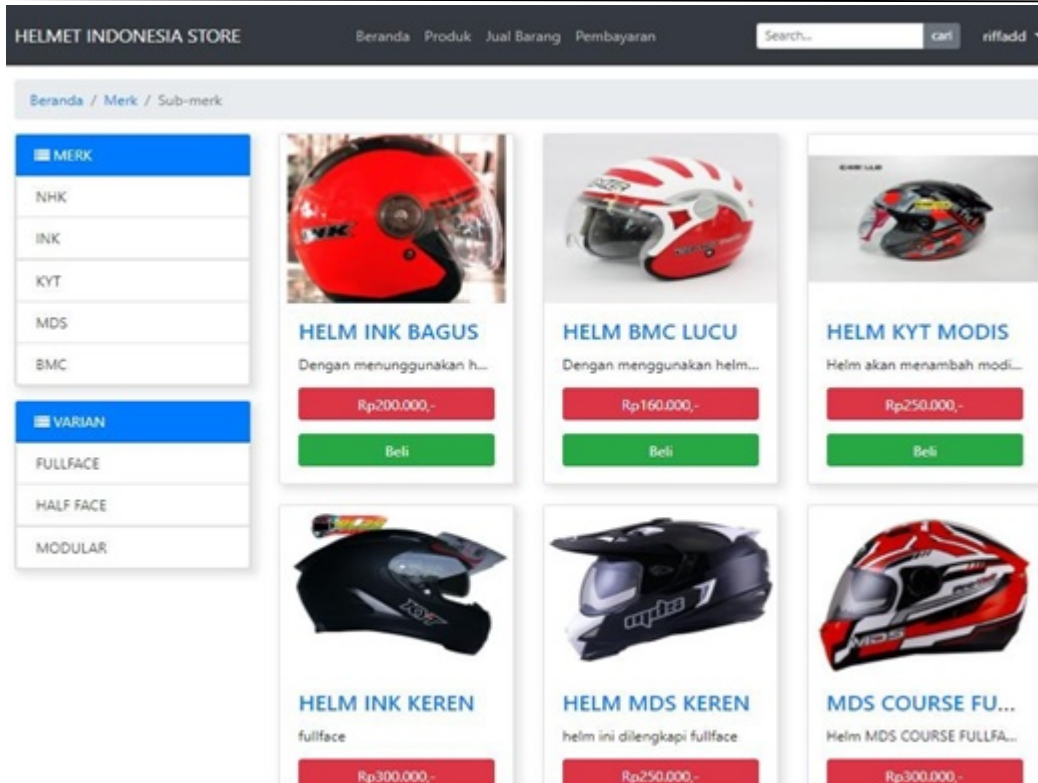 HELMET INDONESIA STORE
Beranda Produk Jual Barang Pembayaran
Search...
cari
riffadd
Beranda / Merk / Sub-merk
MERK
NHK
INK
KYT
MDS
BMC
VARIAN
FULLFACE
HALF FACE
MODULAR
INK
HELM INK BAGUS
Dengan menunggunakan h...
Rp200.000,-
Beli
HELM BMC LUCU
Dengan menggunakan helm...
Rp160.000,-
Beli
HELM KYT MODIS
Helm akan menambah modi...
Rp250.000,-
Beli
KYT
HELM INK KEREN
fullface
Rp300.000,-
mds
HELM MDS KEREN
helm ini dilengkapi fullface
Rp250.000,-
MDS
MDS COURSE FU...
Helm MDS COURSE FULLFA...
Rp300.000,-